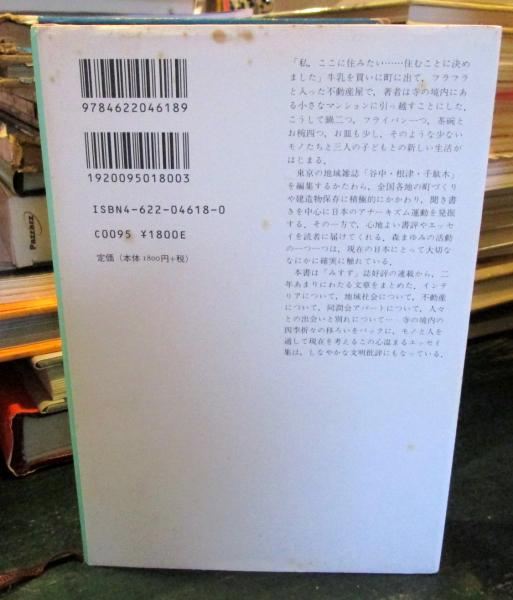 9784622046189
1920095018003
ISBN4-622-04618-0
C0095 ¥1800E
定価 (本体1800円+税)
「私，ここに住みたい……住むことに決め
ました」牛乳を買いに町に出て，フラフラ
と入った不動産屋で，著者は寺の境内にあ
る小さなマンションに引っ越すことにした．
こうして鍋二つ，フライパン一つ，茶碗と
お椀四つ，お皿も少し，そのような少ない
モノたちと三人の子どもとの新しい生活が
はじまる．
東京の地域雑誌「谷中・根津・千駄木」
を編集するかたわら，全国各地の町づくり
や建造物保存に積極的にかかわり，聞き書き
を中心に日本のアナーキズム運動を発掘
する．その一方で，心地よい書評やエッセ
イを読者に届けてくれる．森まゆみの活動
の一つ一つは，現在の日本にとって大切な
なにかに確実に触れている．
本書は「みすず」誌好評の連載から，二
年あまりにわたる文章をまとめた．インテ
リアについて，地域社会について，不動産
について，同潤会アパートについて，人々
との出会いと別れについて…寺の境内の
四季折々の移ろいをバックに，モノと人を
通して現在を考えるこの心温まるエッセイ
集は，しなやかな文明批評にもなっている．
Pazzarz